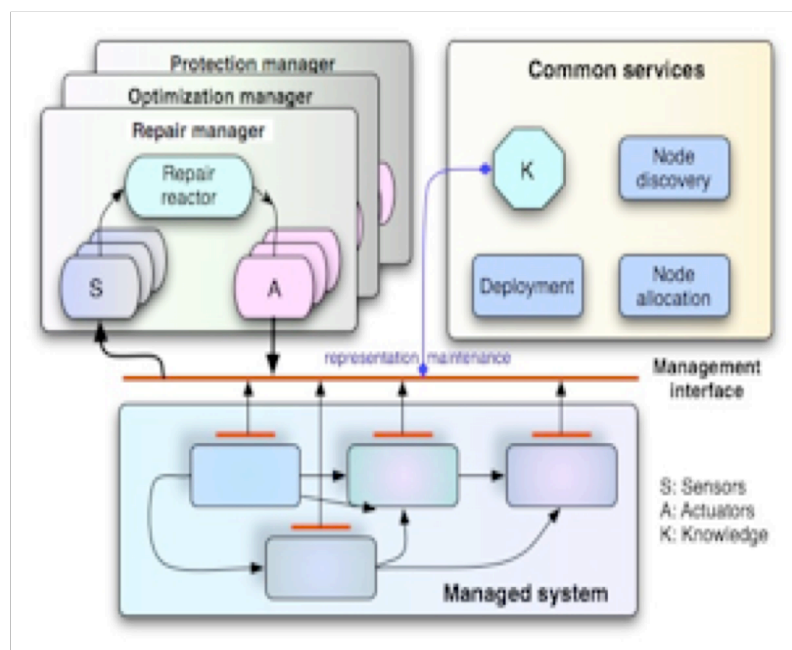 Protection manager
Optimization manager
Repair manager
Repair
reactor
S
A
Common services
K
Node
discovery
Deployment
Node
allocation
representation maintenance
Management
interface
S: Sensors
A: Actuators
K: Knowledge
Managed system